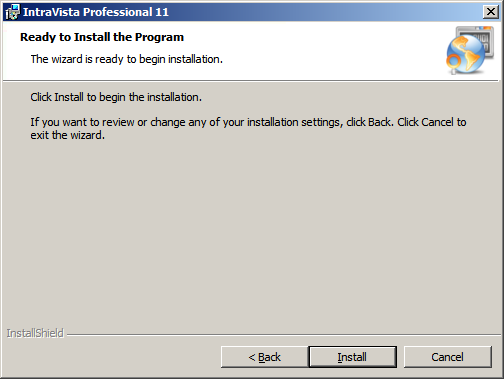 IntraVista Professional 11
Ready to Install the Program
The wizard is ready to begin installation.
Click Install to begin the installation.
If you want to review or change any of your installation settings, click Back. Click Cancel to
exit the wizard.
InstallShield
< Back
Install
Cancel